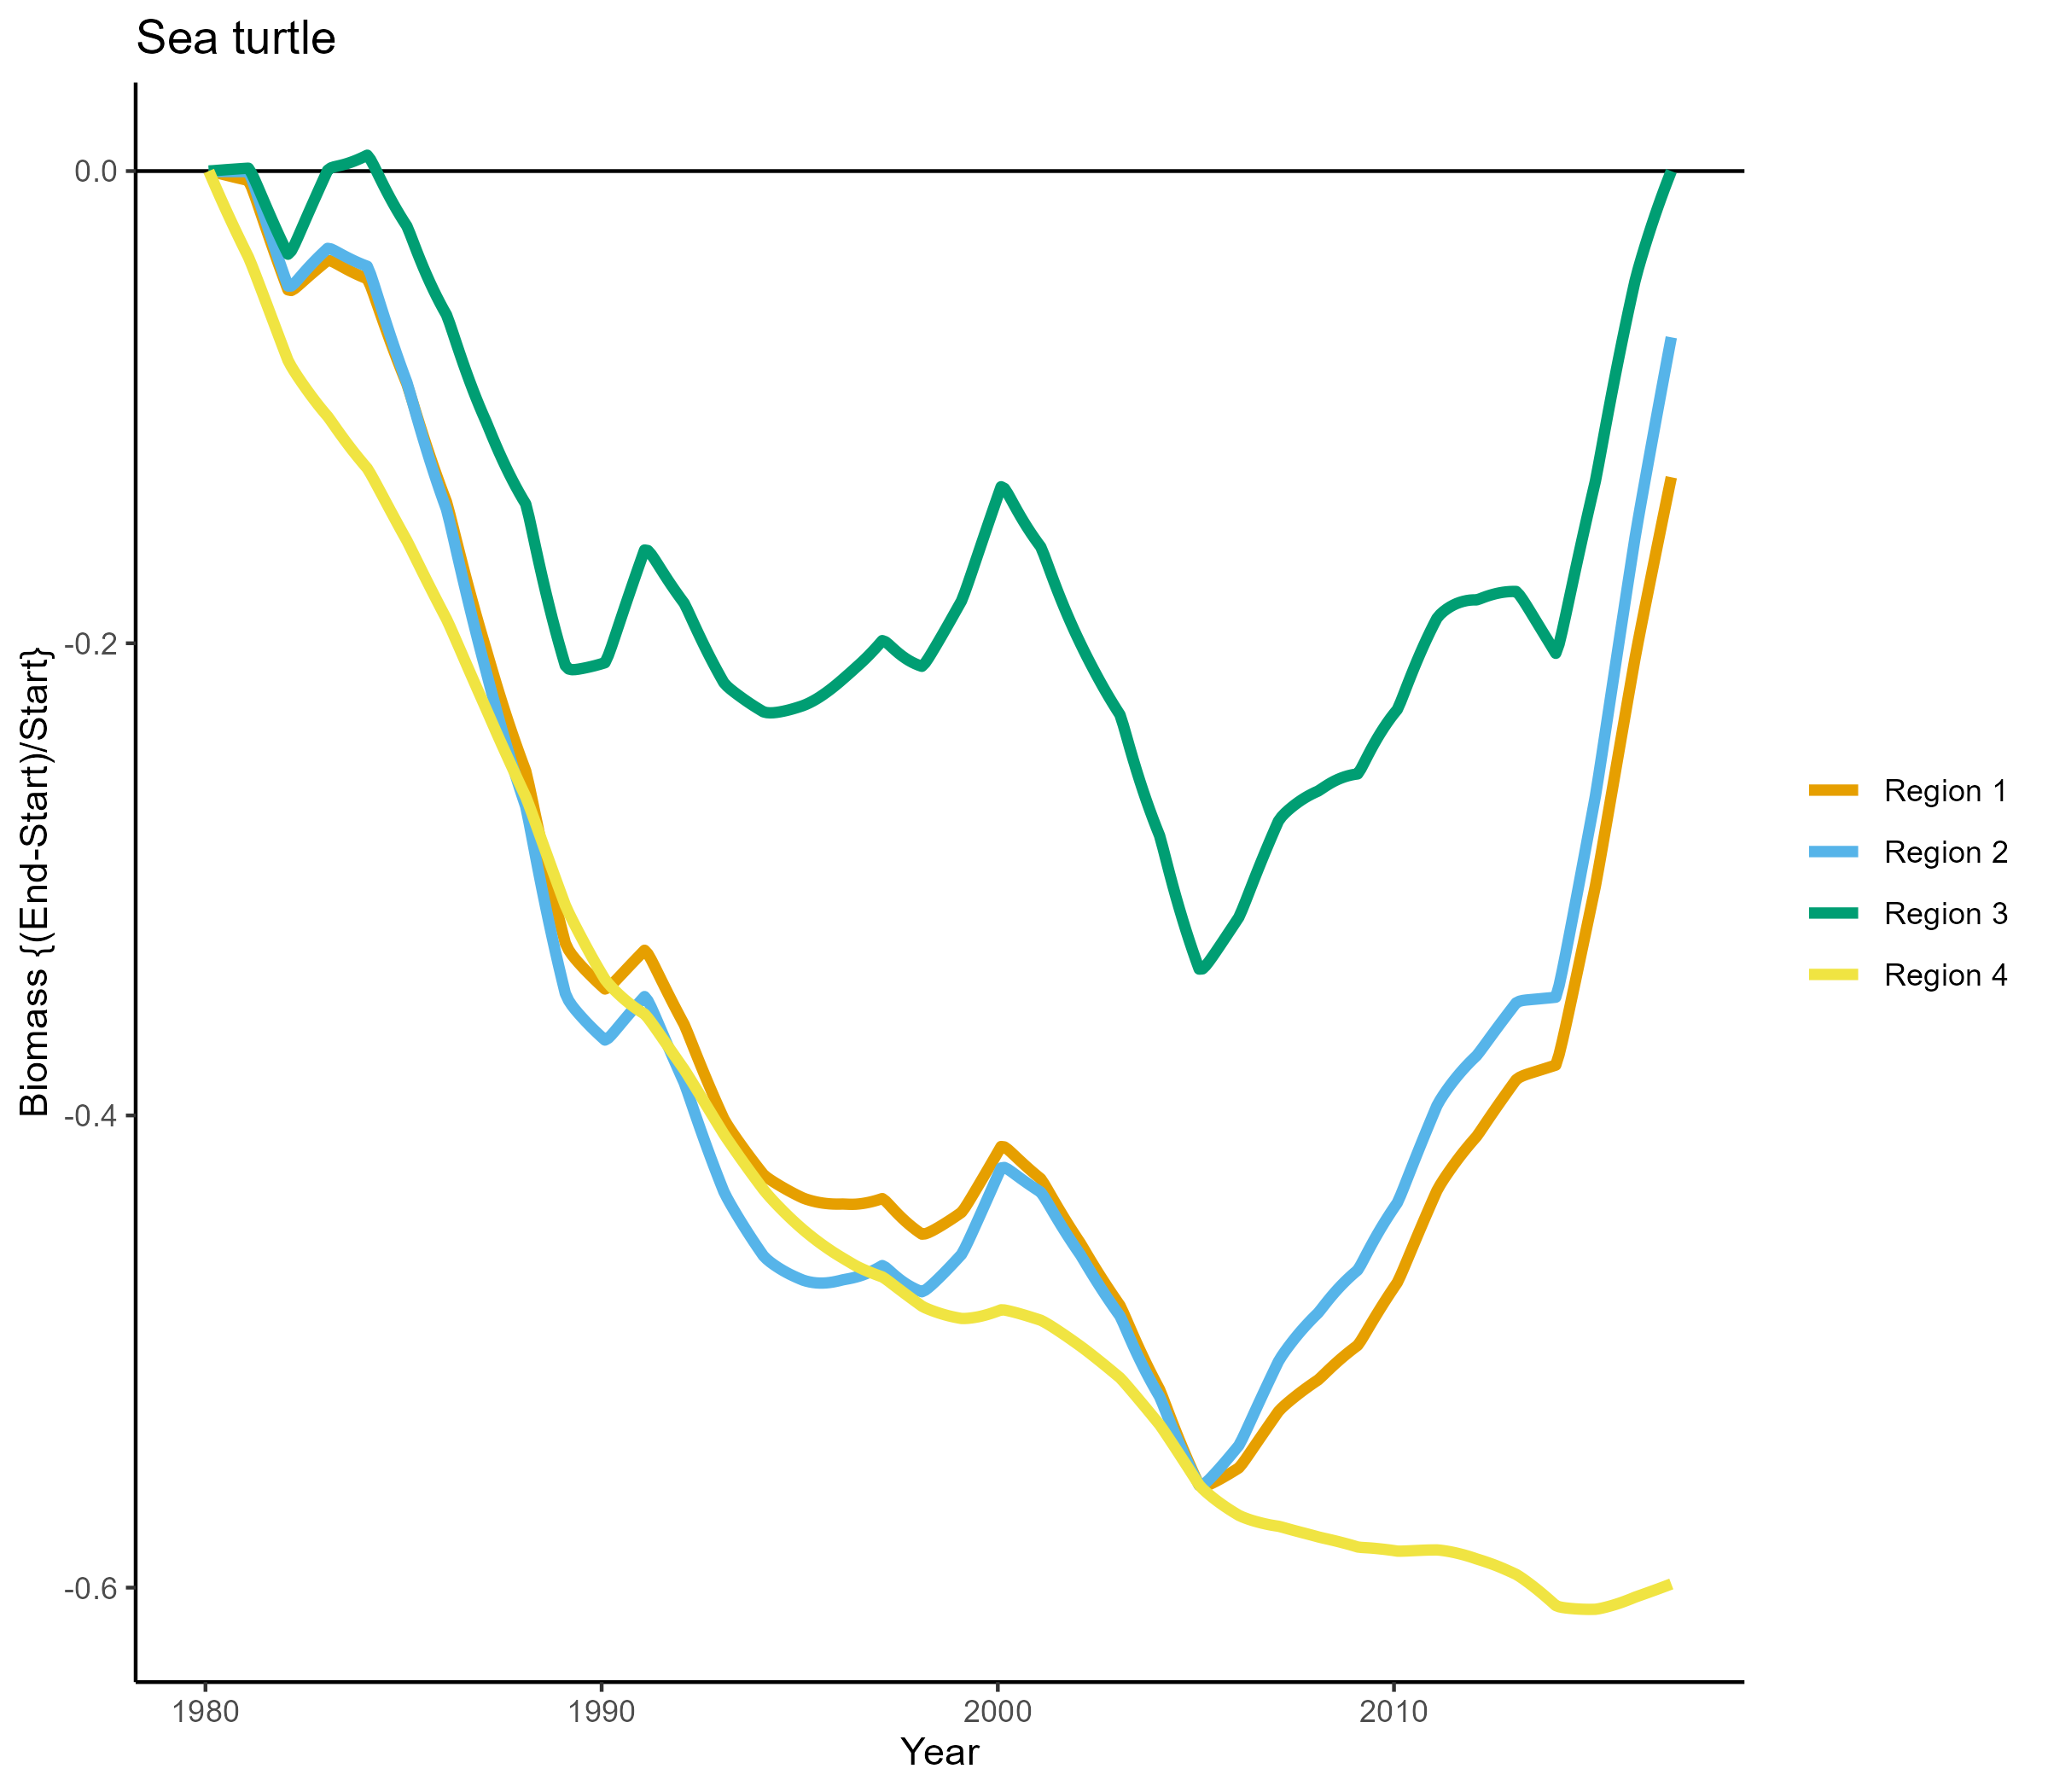 Sea turtle
Biomass {(End-Start)/Start}
0.0
-0.2
-0.4
-0.6
1980
1990
2000
2010
Year
Region 1
Region 2
Region 3
Region 4